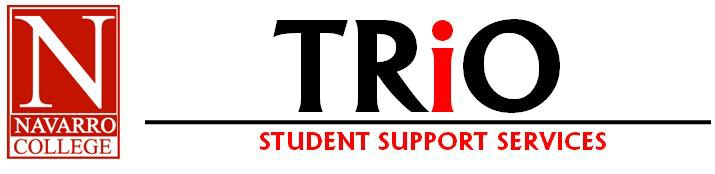 N
NAVARRO
COLLEGE
TRiO
STUDENT SUPPORT SERVICES